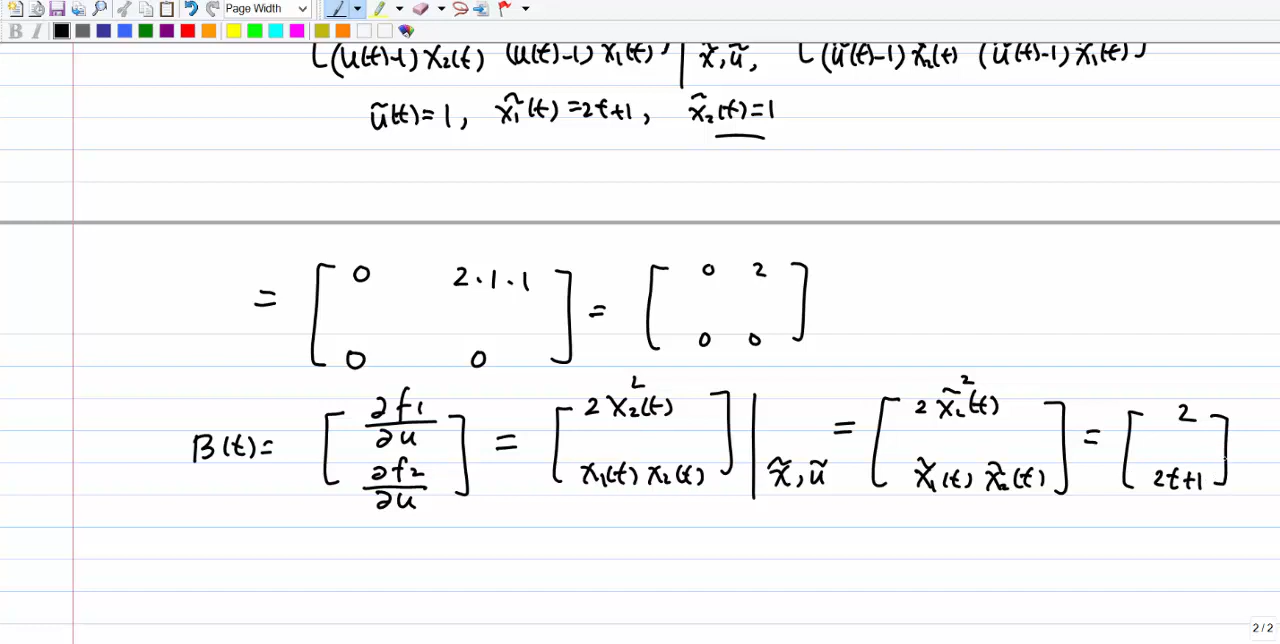 Page Width
B I
[(u(t)-1) x₂(t) (u(t)-1) x₁(t)] | x̃, ũ, [(ũ(t)-1) x̃₂(t) (ũ(t)-1) x̃₁(t)]
ũ(t) = 1, x̃₁(t) = 2t+1, x̃₂(t) = 1
= [0 2·1·1; 0 0] = [0 2; 0 0]
B(t) = [∂f1/∂u; ∂f2/∂u] = [2 x₂²(t); x₁(t) x₂(t)] | x̃, ũ = [2 x̃₂²(t); x̃₁(t) x̃₂(t)] = [2; 2t+1]
2 / 2